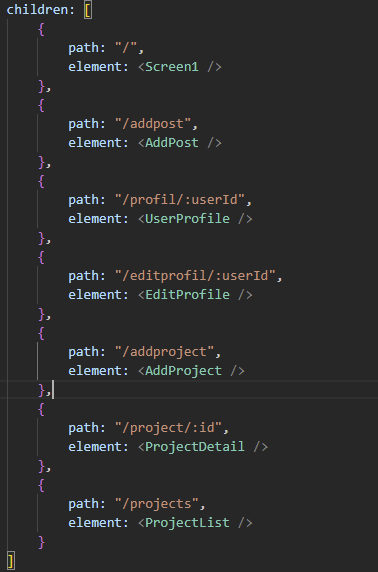 children: [
    {
        path: "/",
        element: <Screen1 />
    },
    {
        path: "/addpost",
        element: <AddPost />
    },
    {
        path: "/profil/:userId",
        element: <UserProfile />
    },
    {
        path: "/editprofil/:userId",
        element: <EditProfile />
    },
    {
        path: "/addproject",
        element: <AddProject />
    },
    {
        path: "/project/:id",
        element: <ProjectDetail />
    },
    {
        path: "/projects",
        element: <ProjectList />
    }
]